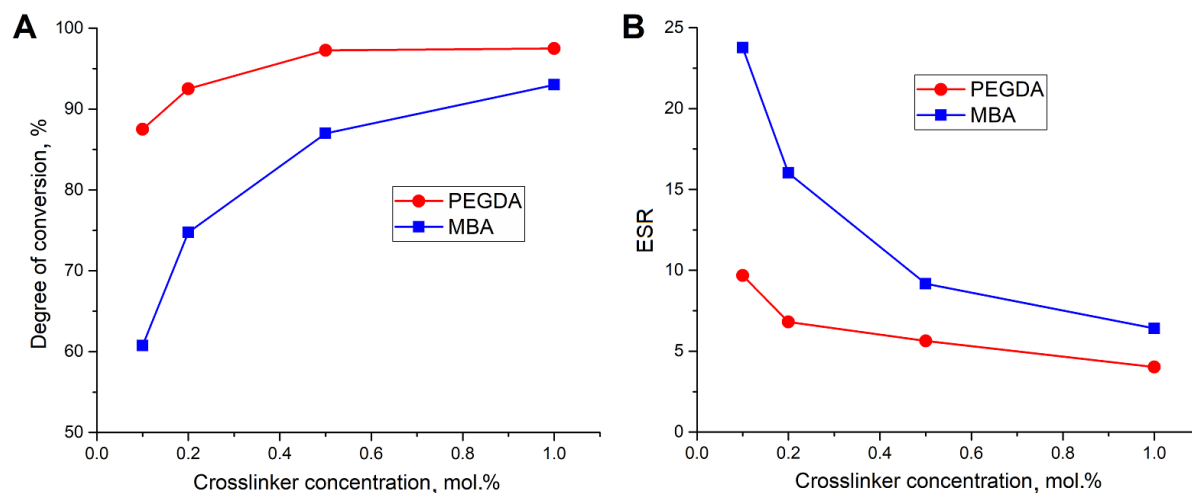 A
Degree of conversion, %
100
90
80
70
60
50
PEGDA
MBA
0.0 0.2 0.4 0.6 0.8 1.0
Crosslinker concentration, mol.%
B
ESR
25
20
15
10
5
0
PEGDA
MBA
0.0 0.2 0.4 0.6 0.8 1.0
Crosslinker concentration, mol.%